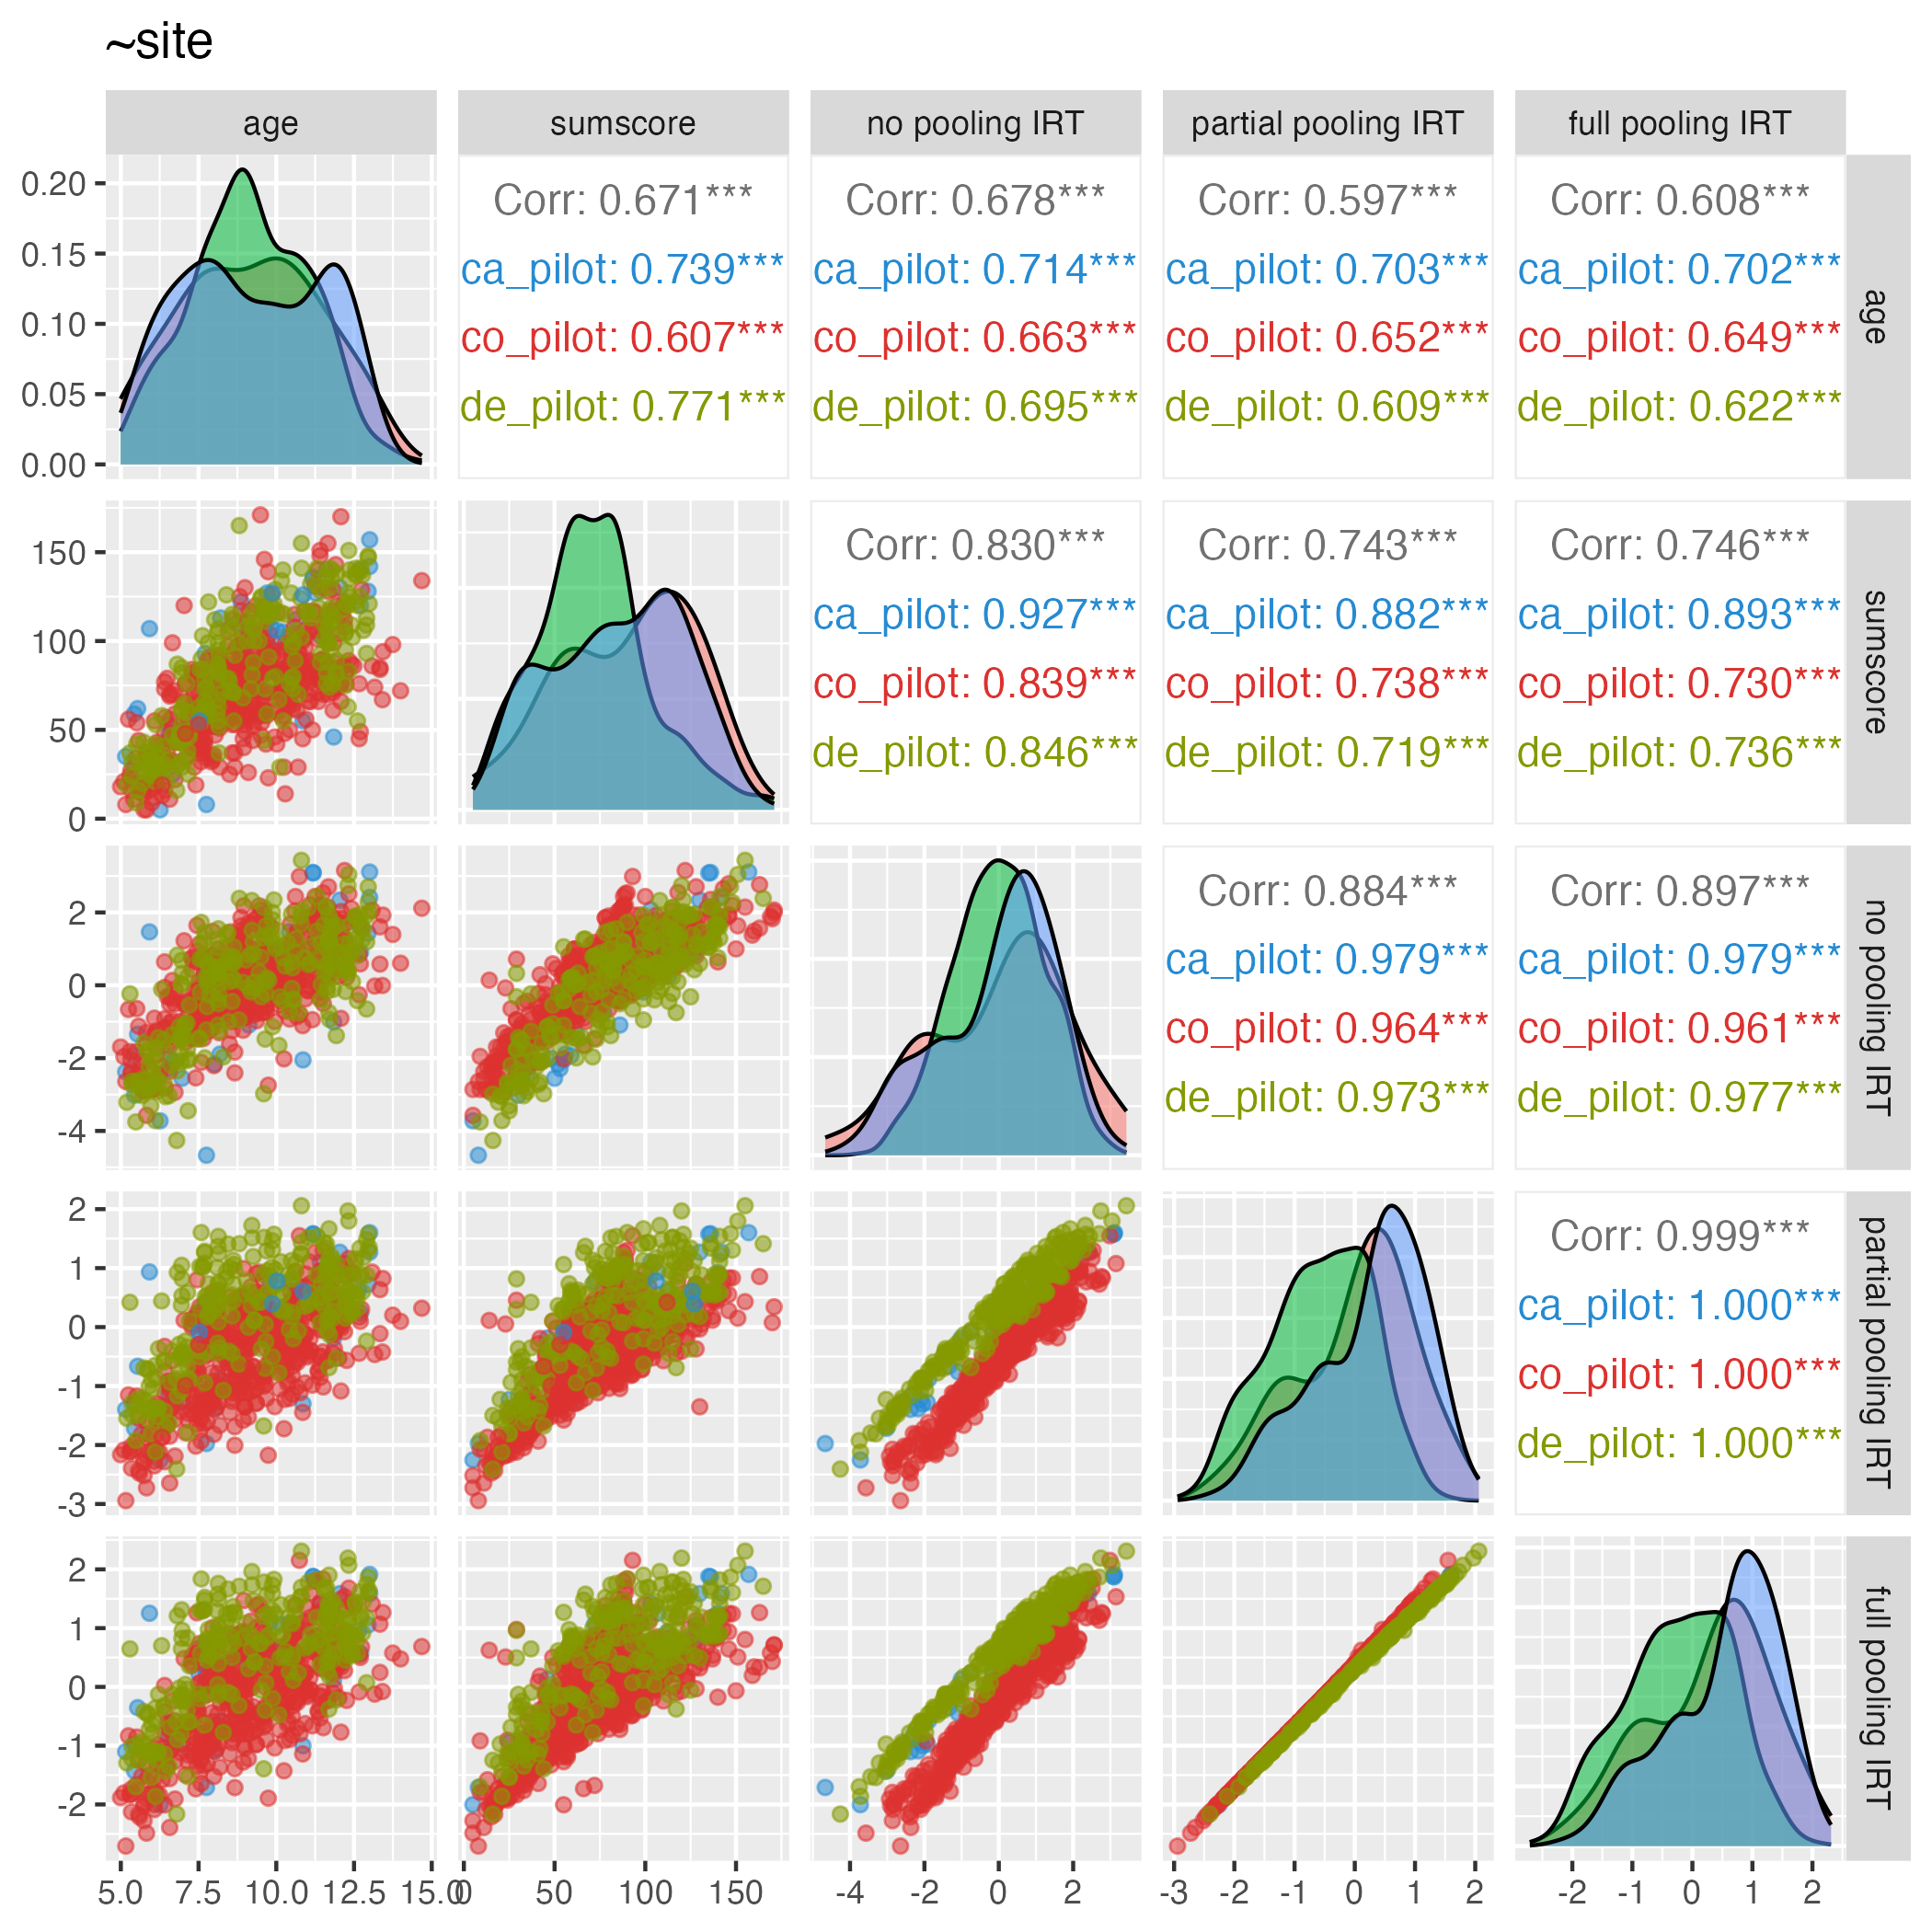 ~site
age
sumscore
no pooling IRT
partial pooling IRT
full pooling IRT
0.20
0.15
0.10
0.05
0.00
Corr: 0.671***
ca_pilot: 0.739***
co_pilot: 0.607***
de_pilot: 0.771***
Corr: 0.678***
ca_pilot: 0.714***
co_pilot: 0.663***
de_pilot: 0.695***
Corr: 0.597***
ca_pilot: 0.703***
co_pilot: 0.652***
de_pilot: 0.609***
Corr: 0.608***
ca_pilot: 0.702***
co_pilot: 0.649***
de_pilot: 0.622***
age
150
100
50
0
Corr: 0.830***
ca_pilot: 0.927***
co_pilot: 0.839***
de_pilot: 0.846***
Corr: 0.743***
ca_pilot: 0.882***
co_pilot: 0.738***
de_pilot: 0.719***
Corr: 0.746***
ca_pilot: 0.893***
co_pilot: 0.730***
de_pilot: 0.736***
sumscore
2
0
-2
-4
Corr: 0.884***
ca_pilot: 0.979***
co_pilot: 0.964***
de_pilot: 0.973***
Corr: 0.897***
ca_pilot: 0.979***
co_pilot: 0.961***
de_pilot: 0.977***
no pooling IRT
2
1
0
-1
-2
-3
Corr: 0.999***
ca_pilot: 1.000***
co_pilot: 1.000***
de_pilot: 1.000***
partial pooling IRT
2
1
0
-1
-2
full pooling IRT
5.0 7.5 10.0 12.5 15.0
0 50 100 150
-4 -2 0 2
-3 -2 -1 0 1 2
-2 -1 0 1 2